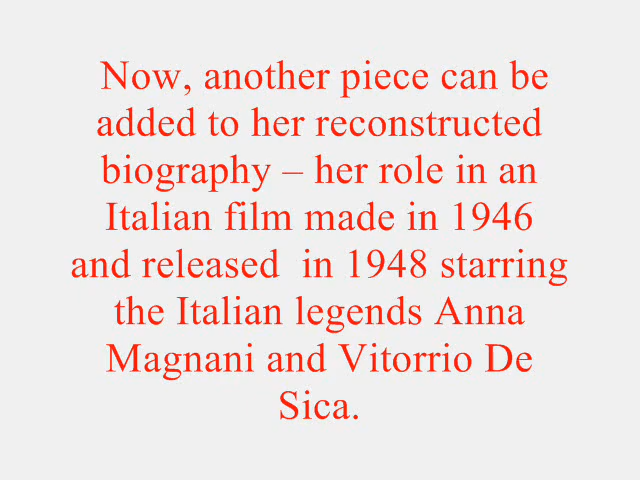 Now, another piece can be
added to her reconstructed
biography – her role in an
Italian film made in 1946
and released  in 1948 starring
the Italian legends Anna
Magnani and Vitorrio De
Sica.